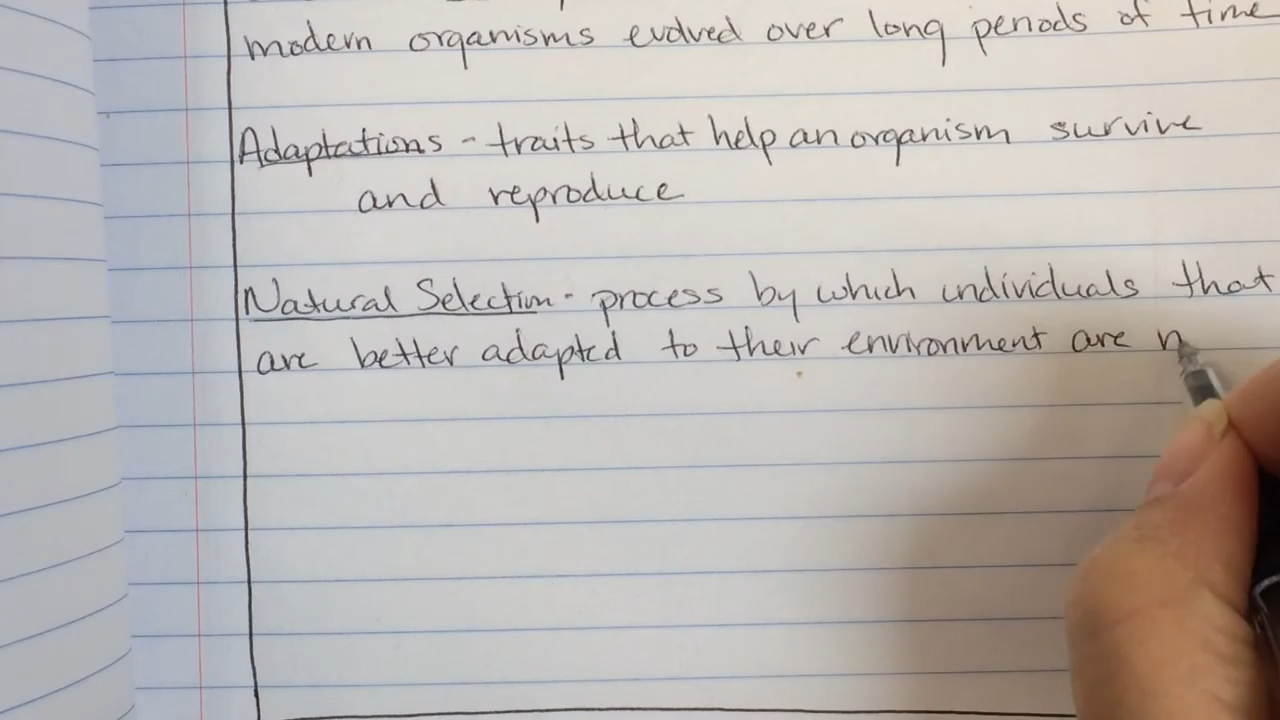 modern organisms evolved over long periods of time
Adaptations - traits that help an organism survive
and reproduce
Natural Selection - process by which individuals that
are better adapted to their environment are